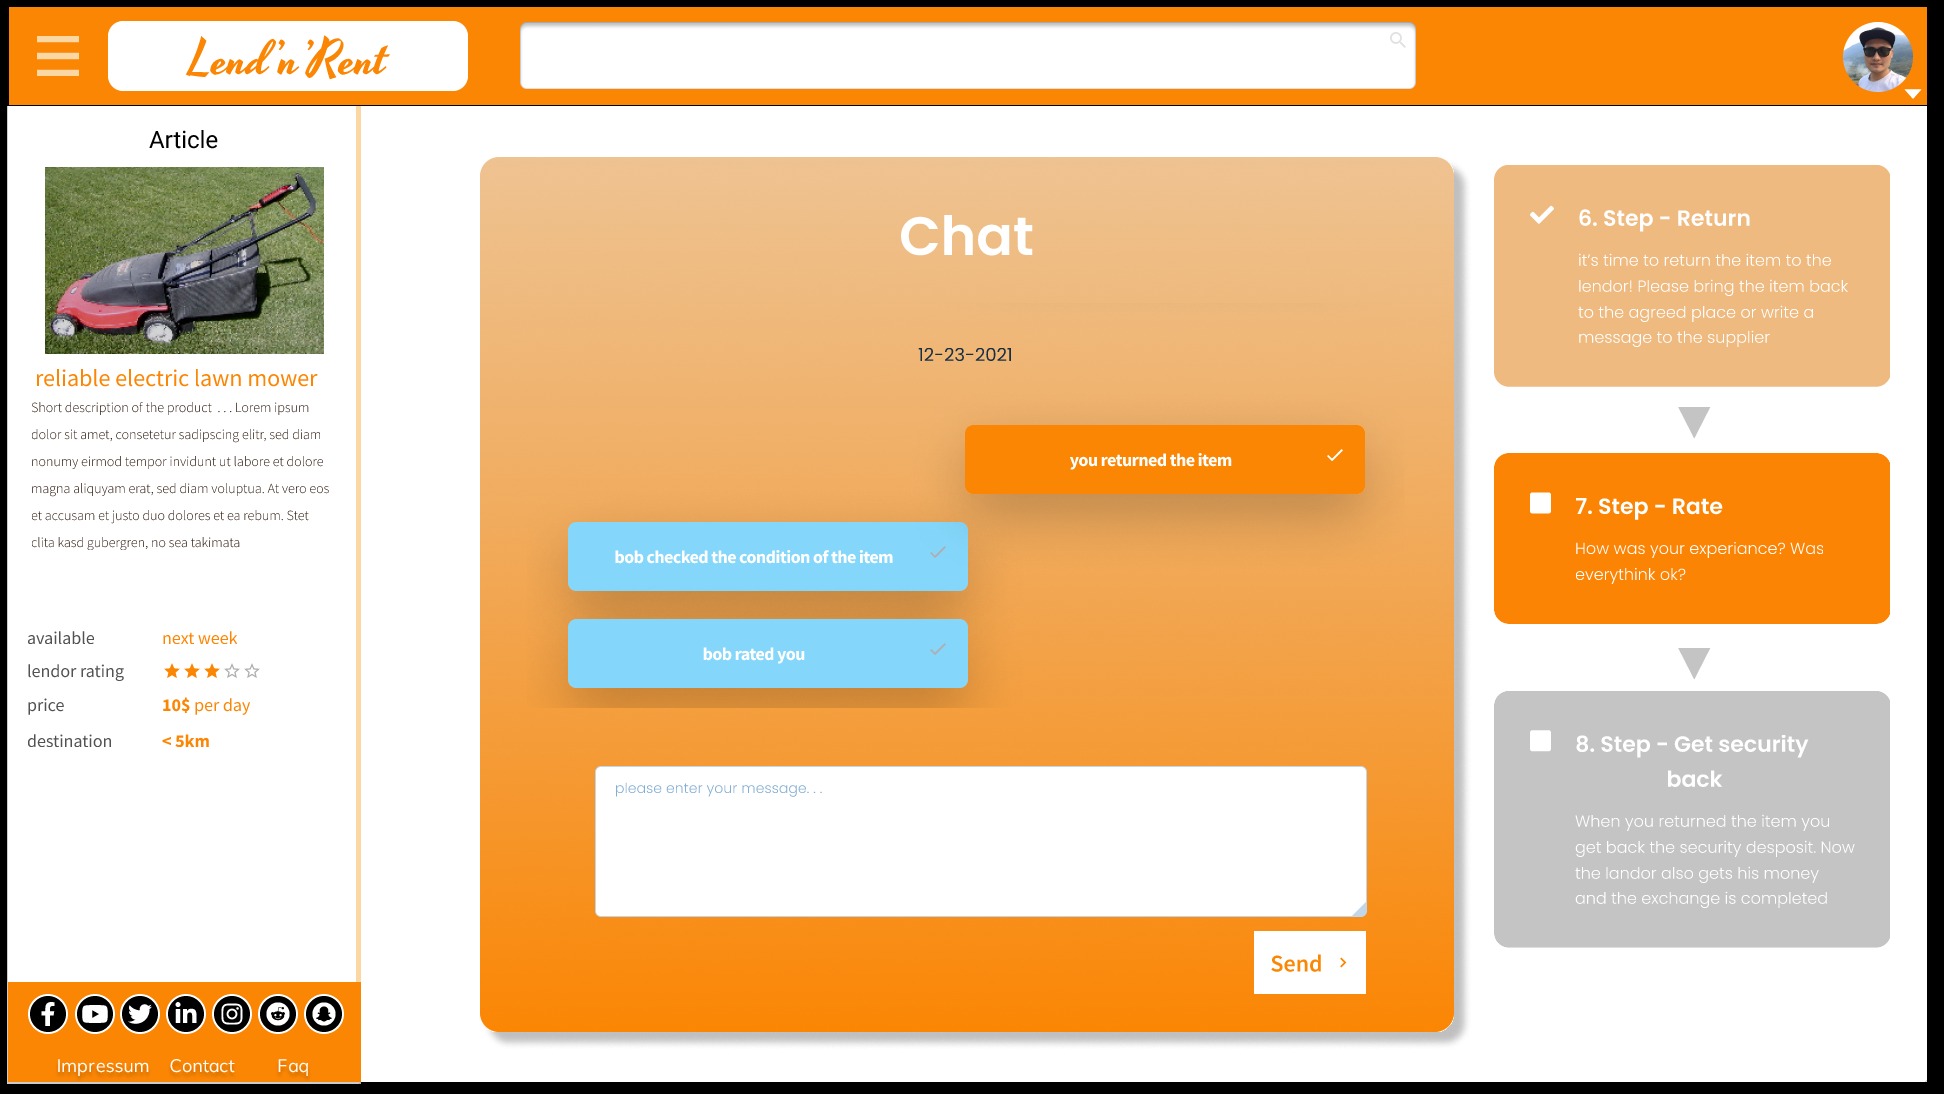 Lend'n'Rent
Article
reliable electric lawn mower
Short description of the product  . . . Lorem ipsum
dolor sit amet, consetetur sadipscing elitr, sed diam
nonumy eirmod tempor invidunt ut labore et dolore
magna aliquyam erat, sed diam voluptua. At vero eos
et accusam et justo duo dolores et ea rebum. Stet
clita kasd gubergren, no sea takimata
available next week
lendor rating
price 10$ per day
destination < 5km
Impressum Contact Faq
Chat
12-23-2021
you returned the item
bob checked the condition of the item
bob rated you
please enter your message. . .
Send
6. Step - Return
it's time to return the item to the
lendor! Please bring the item back
to the agreed place or write a
message to the supplier
7. Step - Rate
How was your experiance? Was
everythink ok?
8. Step - Get security
back
When you returned the item you
get back the security desposit. Now
the landor also gets his money
and the exchange is completed